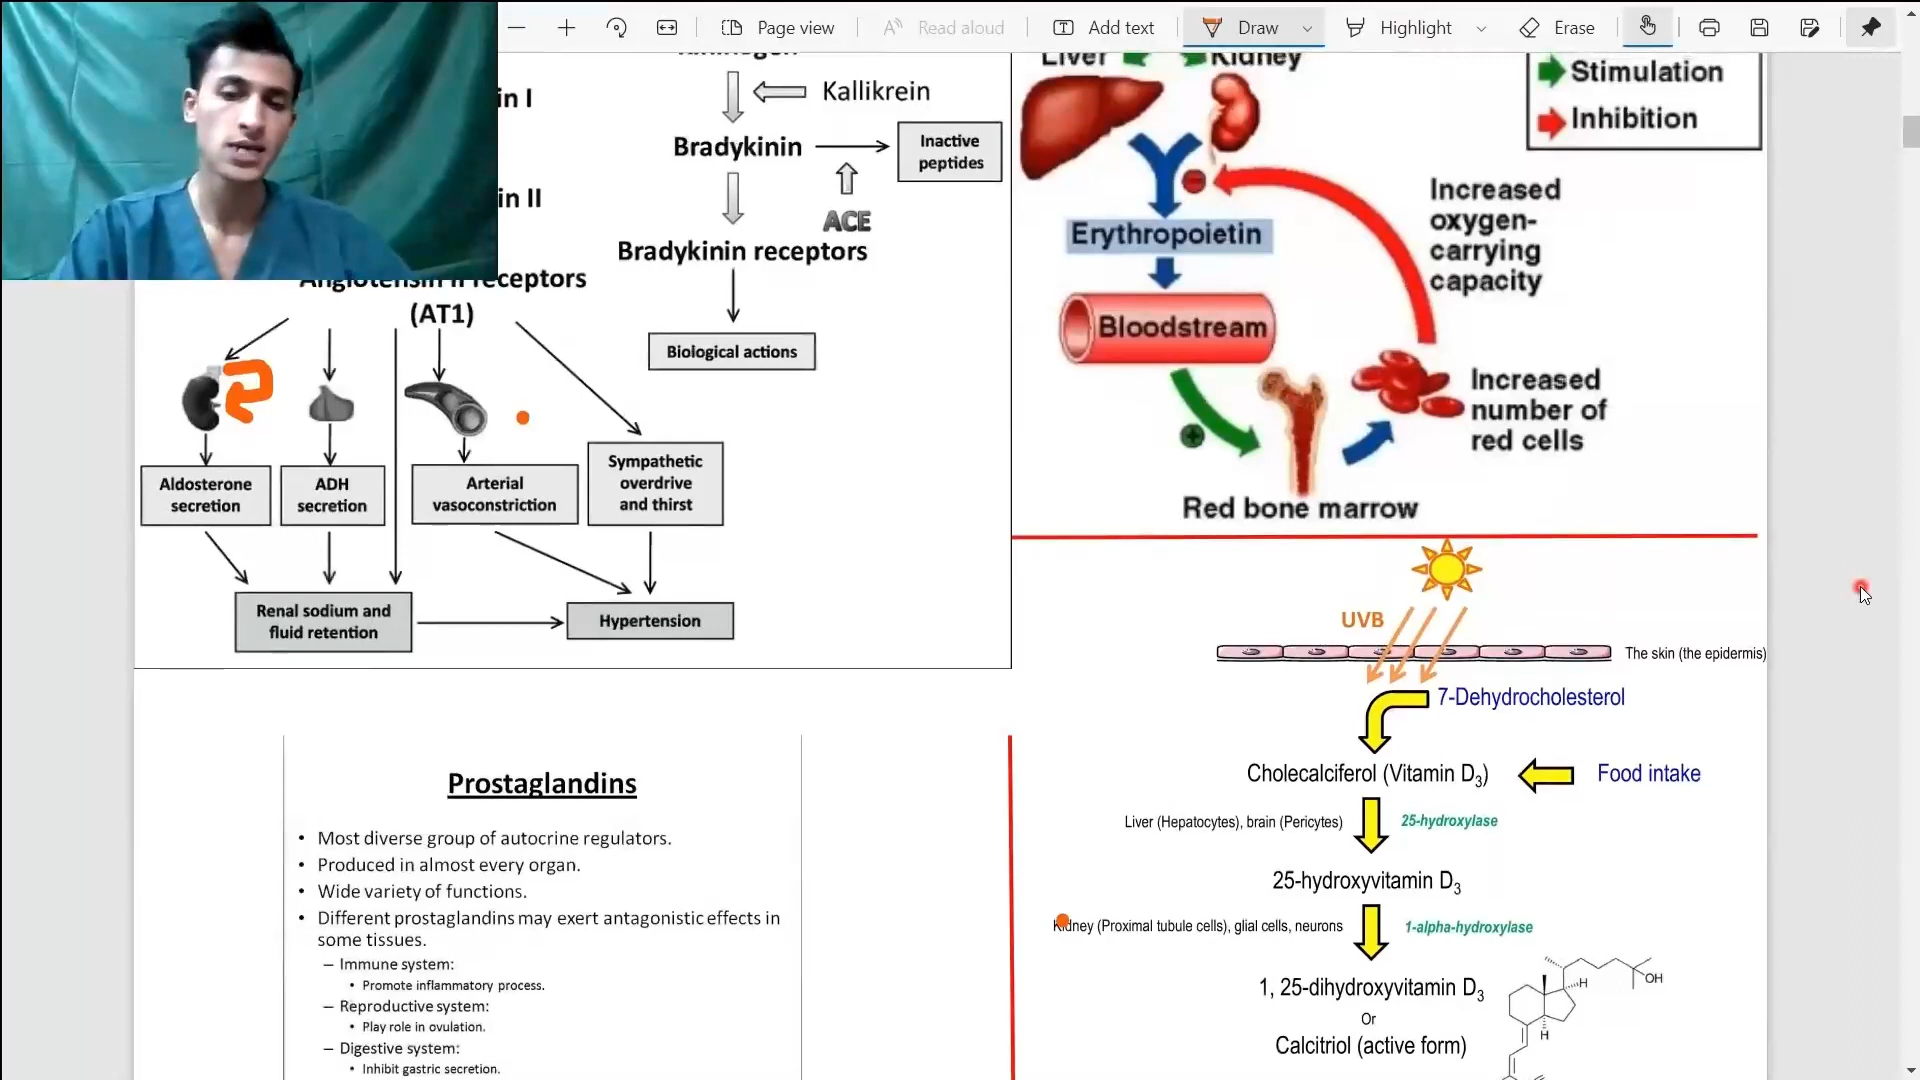 Page view
Read aloud
Add text
Draw
Highlight
Erase
in I
in II
Kallikrein
Bradykinin
Inactive
peptides
ACE
Bradykinin receptors
Biological actions
Angiotensin II receptors
(AT1)
Aldosterone
secretion
ADH
secretion
Arterial
vasoconstriction
Sympathetic
overdrive
and thirst
Renal sodium and
fluid retention
Hypertension
Liver
Kidney
Stimulation
Inhibition
Erythropoietin
Increased
oxygen-
carrying
capacity
Bloodstream
Increased
number of
red cells
Red bone marrow
Prostaglandins
• Most diverse group of autocrine regulators.
• Produced in almost every organ.
• Wide variety of functions.
• Different prostaglandins may exert antagonistic effects in
some tissues.
– Immune system:
• Promote inflammatory process.
– Reproductive system:
• Play role in ovulation.
– Digestive system:
• Inhibit gastric secretion.
UVB
The skin (the epidermis)
7-Dehydrocholesterol
Cholecalciferol (Vitamin D3)
Food intake
Liver (Hepatocytes), brain (Pericytes)
25-hydroxylase
25-hydroxyvitamin D3
Kidney (Proximal tubule cells), glial cells, neurons
1-alpha-hydroxylase
1, 25-dihydroxyvitamin D3
Or
Calcitriol (active form)
OH
H
H